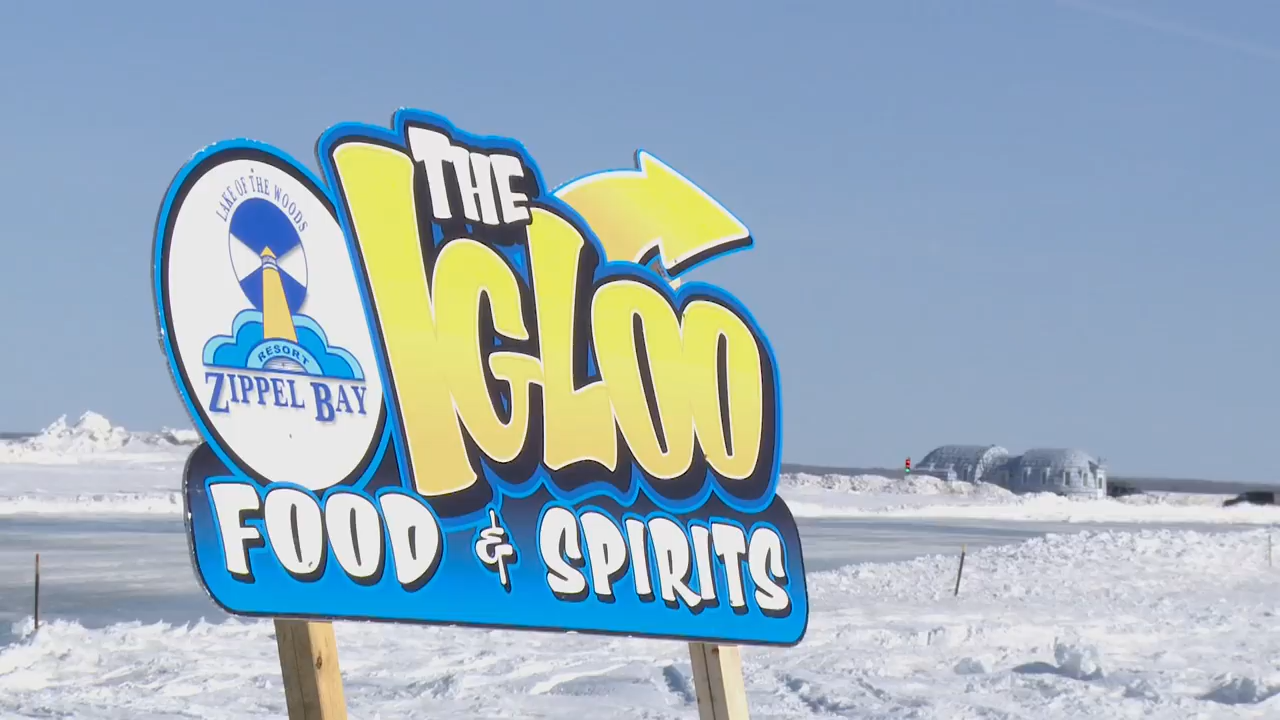 LAKE OF THE WOODS
RESORT
ZIPPEL BAY
THE
IGLOO
FOOD & SPIRITS